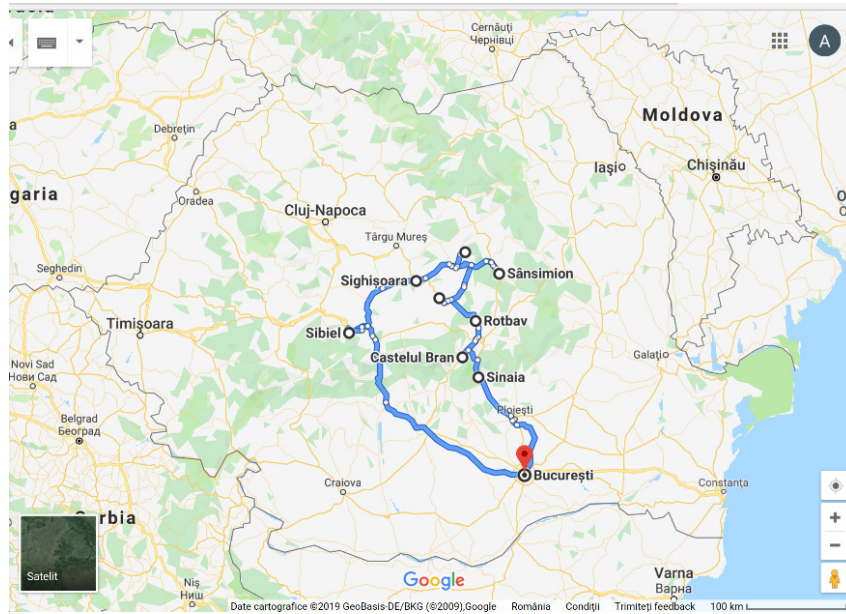 Cernăuți
Чернівці
A
Moldova
Debrețin
Iași
Chișinău
garia
Oradea
Cluj-Napoca
Târgu Mureș
Seghedin
Sighișoara
Sânsimion
Timișoara
Sibiel
Rotbav
Castelul Bran
Galați
Novi Sad
Нови Сад
Sinaia
Ploiești
Belgrad
Београд
București
Craiova
Constanța
rbia
Satelit
Google
Varna
Варна
Niș
Ниш
Date cartografice ©2019 GeoBasis-DE/BKG (©2009),Google România Condiții Trimiteți feedback 100 km